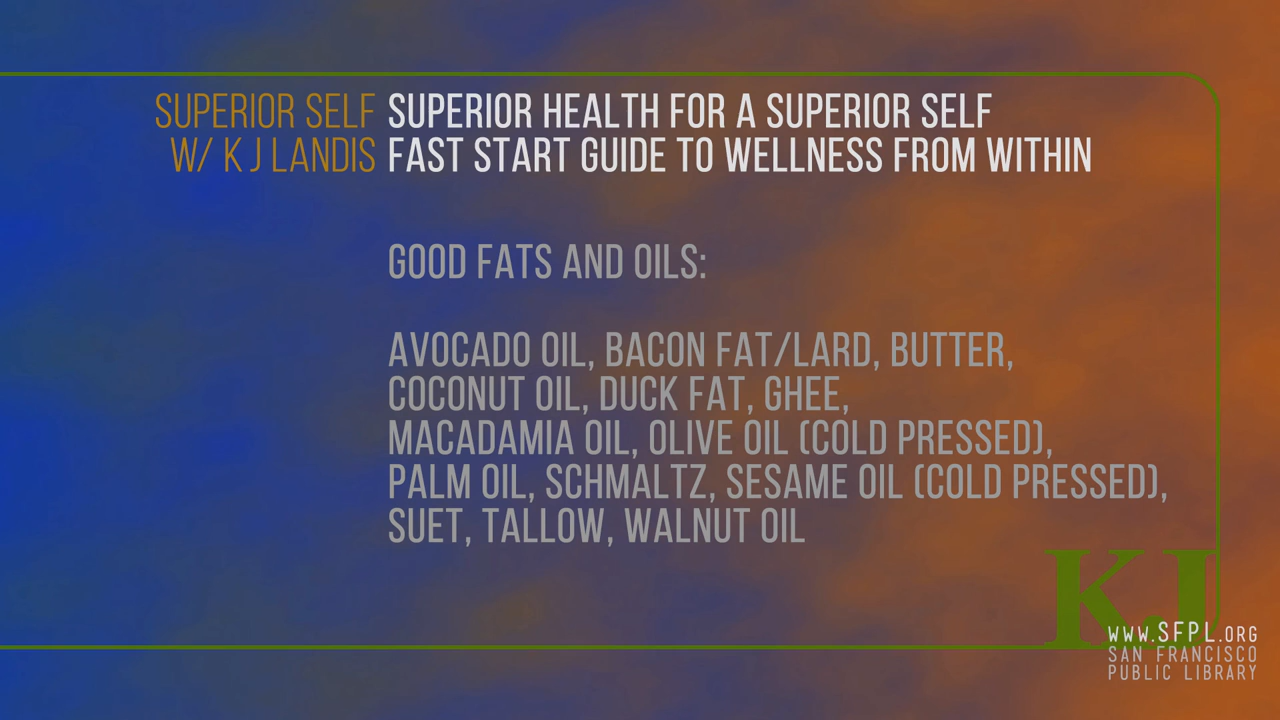 SUPERIOR SELF SUPERIOR HEALTH FOR A SUPERIOR SELF
W/ K J LANDIS FAST START GUIDE TO WELLNESS FROM WITHIN
GOOD FATS AND OILS:
AVOCADO OIL, BACON FAT/LARD, BUTTER,
COCONUT OIL, DUCK FAT, GHEE,
MACADAMIA OIL, OLIVE OIL (COLD PRESSED),
PALM OIL, SCHMALTZ, SESAME OIL (COLD PRESSED),
SUET, TALLOW, WALNUT OIL
KJ
WWW.SFPL.ORG
SAN FRANCISCO
PUBLIC LIBRARY